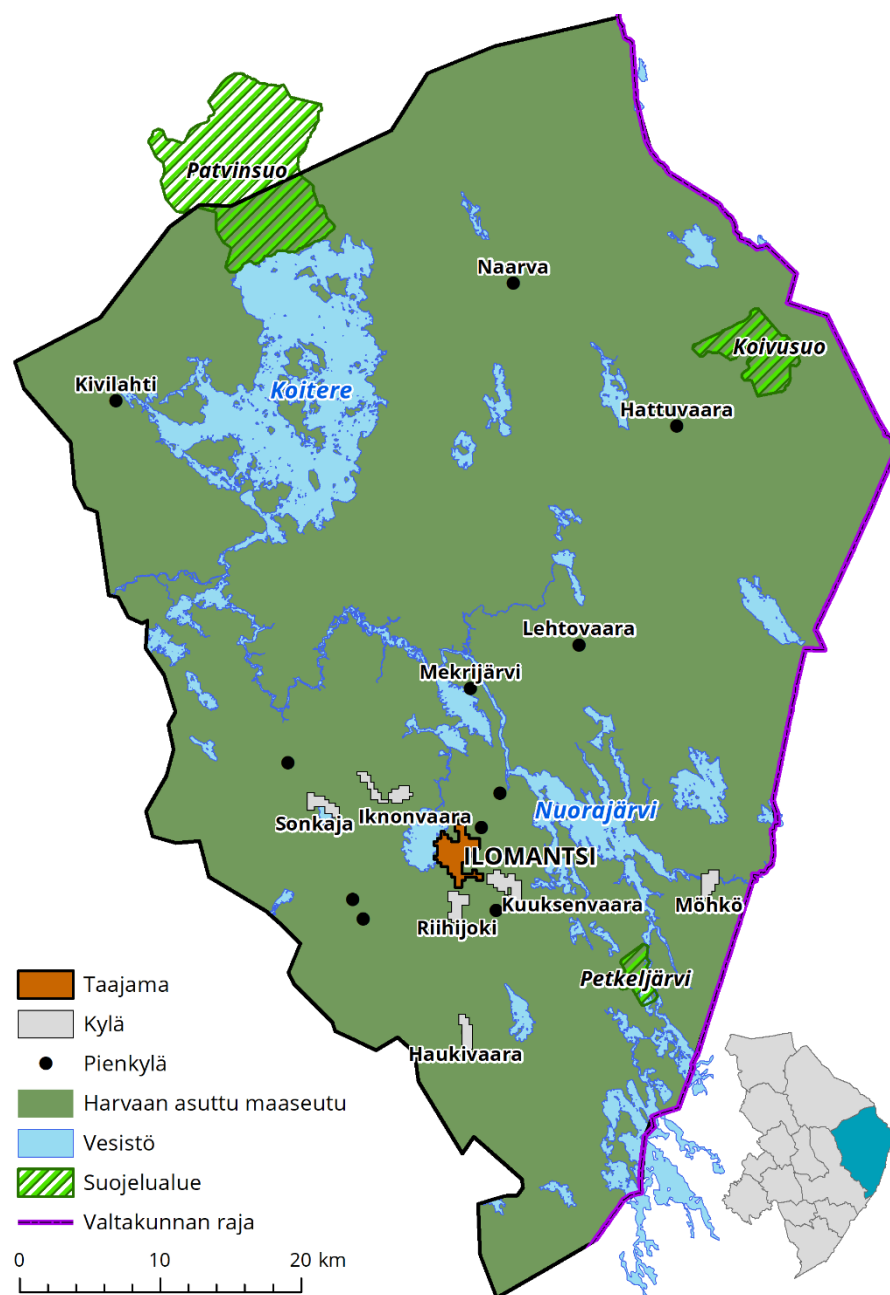 Patvinsuo
Naarva
Koivusuo
Kivilahti
Koitere
Hattuvaara
Lehtovaara
Mekrijärvi
Nuorajärvi
Sonkaja
Iknonvaara
ILOMANTSI
Kuuksenvaara
Möhkö
Riihijoki
Petkeljärvi
Haukivaara
Taajama
Kylä
Pienkylä
Harvaan asuttu maaseutu
Vesistö
Suojelualue
Valtakunnan raja
0 10 20 km